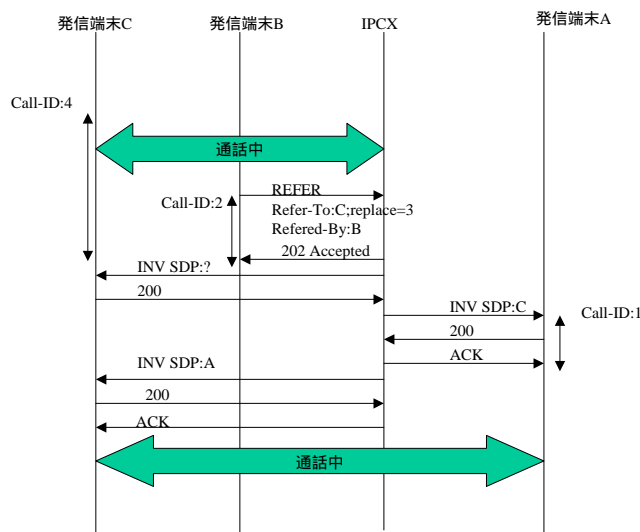 発信端末C
発信端末B
IPCX
発信端末A
Call-ID:4
通話中
REFER
Call-ID:2
Refer-To:C;replace=3
Refered-By:B
202 Accepted
INV SDP:?
200
INV SDP:C
Call-ID:1
200
ACK
INV SDP:A
200
ACK
通話中